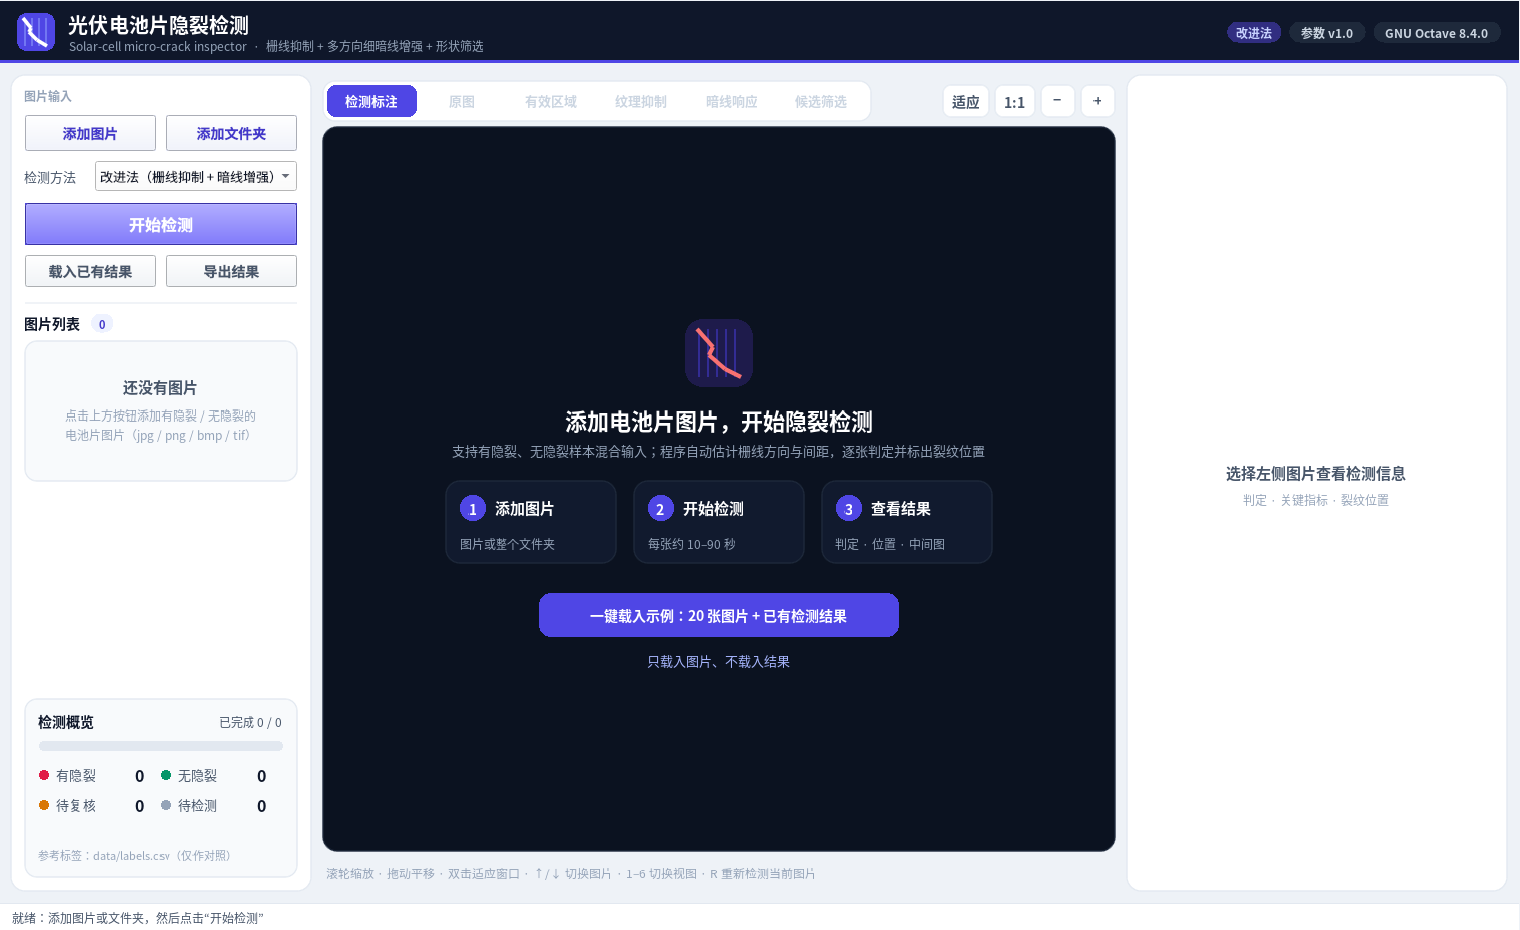 光伏电池片隐裂检测
Solar-cell micro-crack inspector · 栅线抑制 + 多方向细暗线增强 + 形状筛选
改进法
参数 v1.0
GNU Octave 8.4.0
图片输入
添加图片
添加文件夹
检测方法
改进法（栅线抑制 + 暗线增强）
开始检测
载入已有结果
导出结果
图片列表
0
还没有图片
点击上方按钮添加有隐裂 / 无隐裂的
电池片图片（jpg / png / bmp / tif）
检测概览
已完成 0 / 0
有隐裂 0
无隐裂 0
待复核 0
待检测 0
参考标签：data/labels.csv（仅作对照）
检测标注
原图
有效区域
纹理抑制
暗线响应
候选筛选
适应
1:1
−
+
添加电池片图片，开始隐裂检测
支持有隐裂、无隐裂样本混合输入；程序自动估计栅线方向与间距，逐张判定并标出裂纹位置
1 添加图片
图片或整个文件夹
2 开始检测
每张约 10–90 秒
3 查看结果
判定 · 位置 · 中间图
一键载入示例：20 张图片 + 已有检测结果
只载入图片、不载入结果
滚轮缩放 · 拖动平移 · 双击适应窗口 · ↑/↓ 切换图片 · 1–6 切换视图 · R 重新检测当前图片
选择左侧图片查看检测信息
判定 · 关键指标 · 裂纹位置
就绪：添加图片或文件夹，然后点击“开始检测”